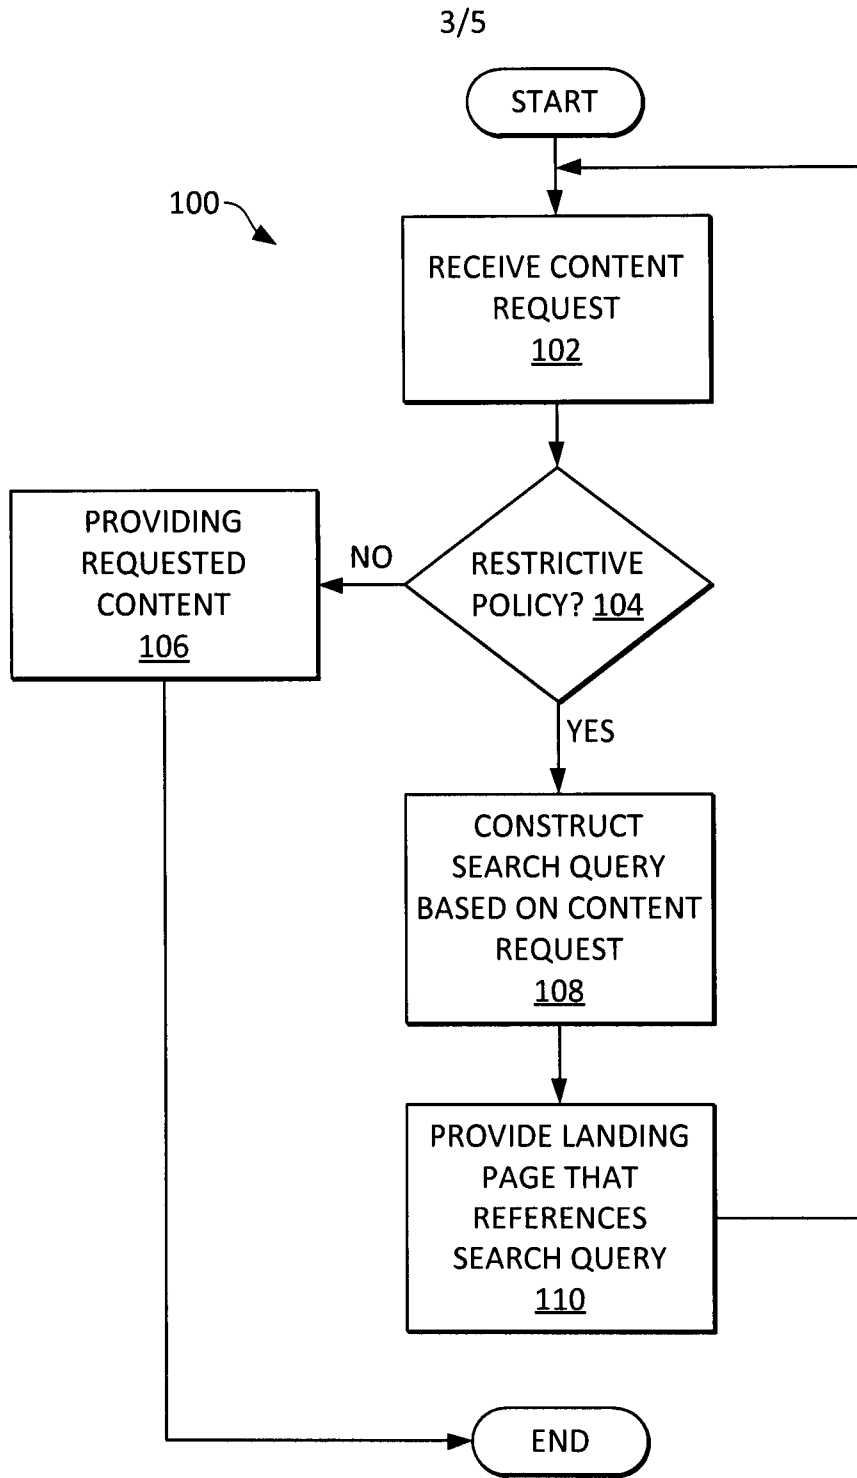 3/5
START
100
RECEIVE CONTENT
REQUEST
102
PROVIDING
REQUESTED
CONTENT
106
NO
RESTRICTIVE
POLICY? 104
YES
CONSTRUCT
SEARCH QUERY
BASED ON CONTENT
REQUEST
108
PROVIDE LANDING
PAGE THAT
REFERENCES
SEARCH QUERY
110
END